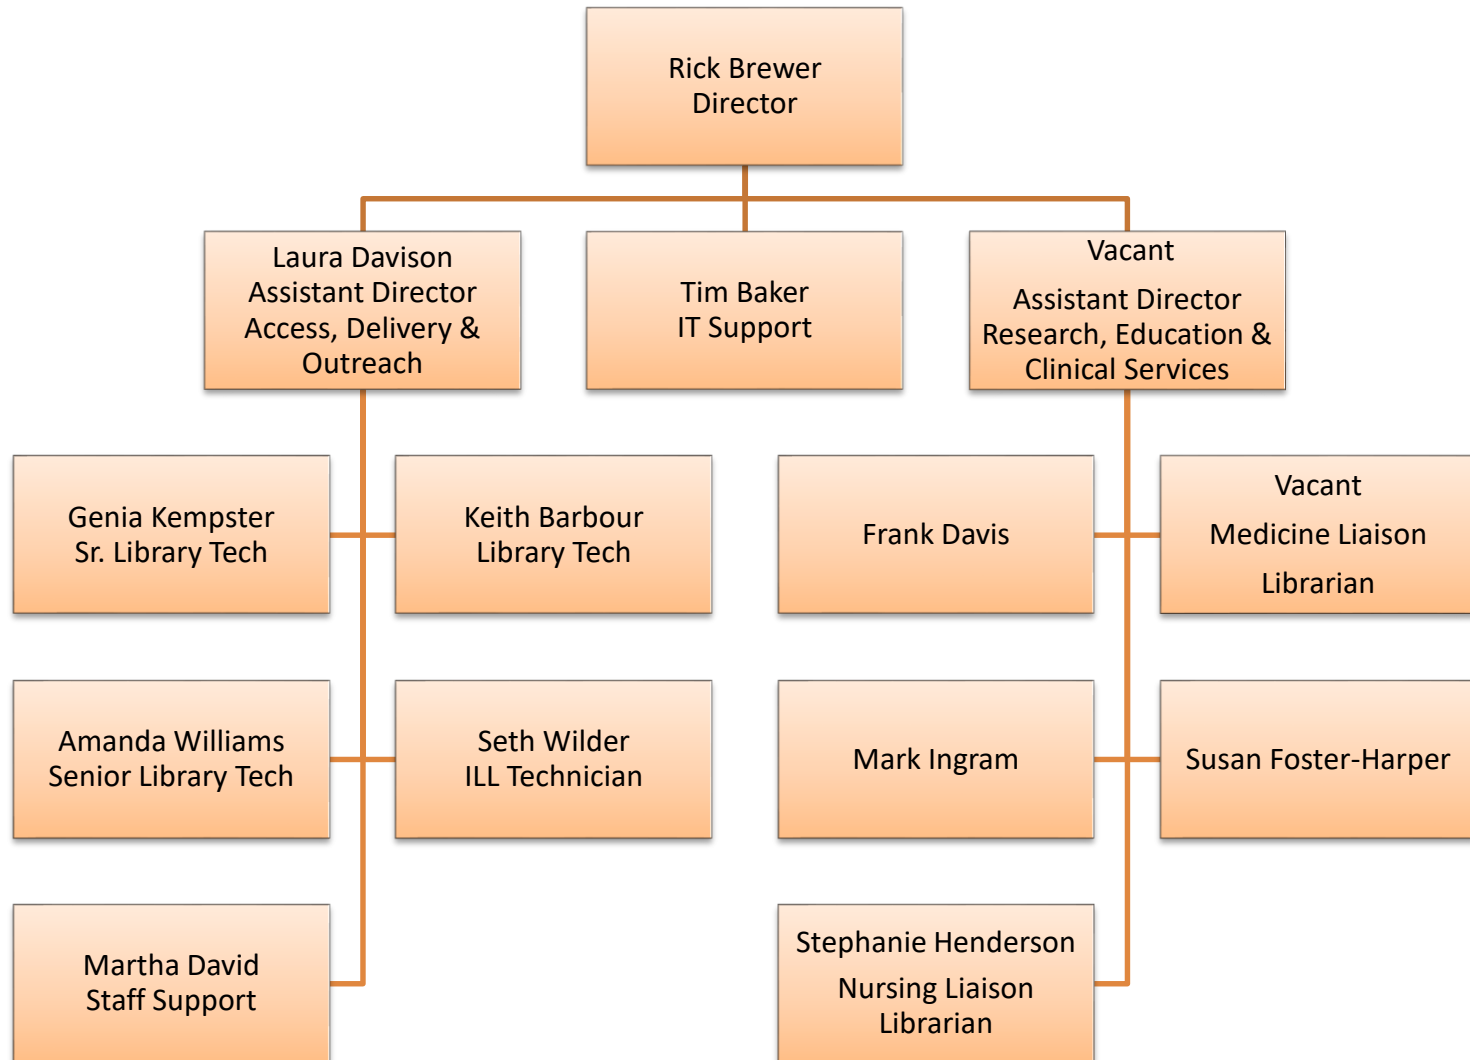 Rick Brewer
Director
Laura Davison
Assistant Director
Access, Delivery &
Outreach
Tim Baker
IT Support
Vacant
Assistant Director
Research, Education &
Clinical Services
Genia Kempster
Sr. Library Tech
Keith Barbour
Library Tech
Frank Davis
Vacant
Medicine Liaison
Librarian
Amanda Williams
Senior Library Tech
Seth Wilder
ILL Technician
Mark Ingram
Susan Foster-Harper
Martha David
Staff Support
Stephanie Henderson
Nursing Liaison
Librarian